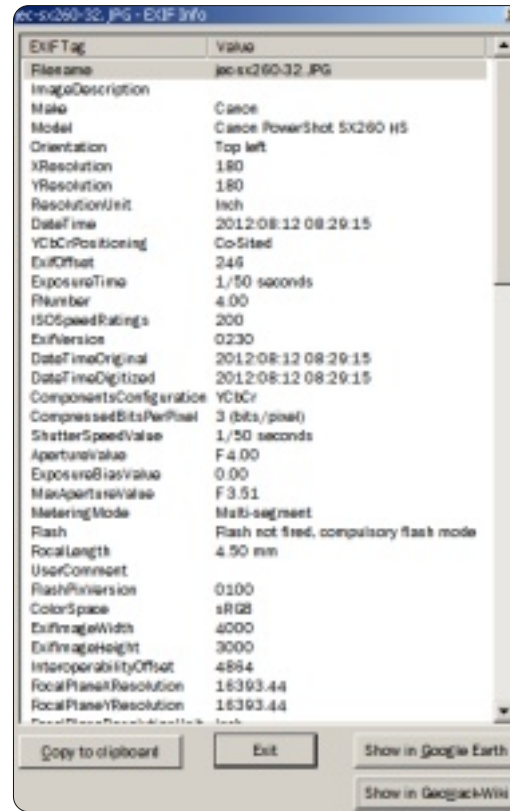 jec-sx260-32.JPG - EXIF Info
EXIF Tag Value
Filename jec-sx260-32.JPG
ImageDescription
Make Canon
Model Canon PowerShot SX260 HS
Orientation Top left
XResolution 180
YResolution 180
ResolutionUnit Inch
DateTime 2012:08:12 08:29:15
YCbCrPositioning Co-Sited
ExifOffset 246
ExposureTime 1/50 seconds
FNumber 4.00
ISOSpeedRatings 200
ExifVersion 0230
DateTimeOriginal 2012:08:12 08:29:15
DateTimeDigitized 2012:08:12 08:29:15
ComponentsConfiguration YCbCr
CompressedBitsPerPixel 3 (bits/pixel)
ShutterSpeedValue 1/50 seconds
ApertureValue F 4.00
ExposureBiasValue 0.00
MaxApertureValue F 3.51
MeteringMode Multi-segment
Flash Flash not fired, compulsory flash mode
FocalLength 4.50 mm
UserComment
FlashPixVersion 0100
ColorSpace sRGB
ExifImageWidth 4000
ExifImageHeight 3000
InteroperabilityOffset 4864
FocalPlaneXResolution 16393.44
FocalPlaneYResolution 16393.44
Copy to clipboard Exit Show in Google Earth
Show in Geohack-Wiki